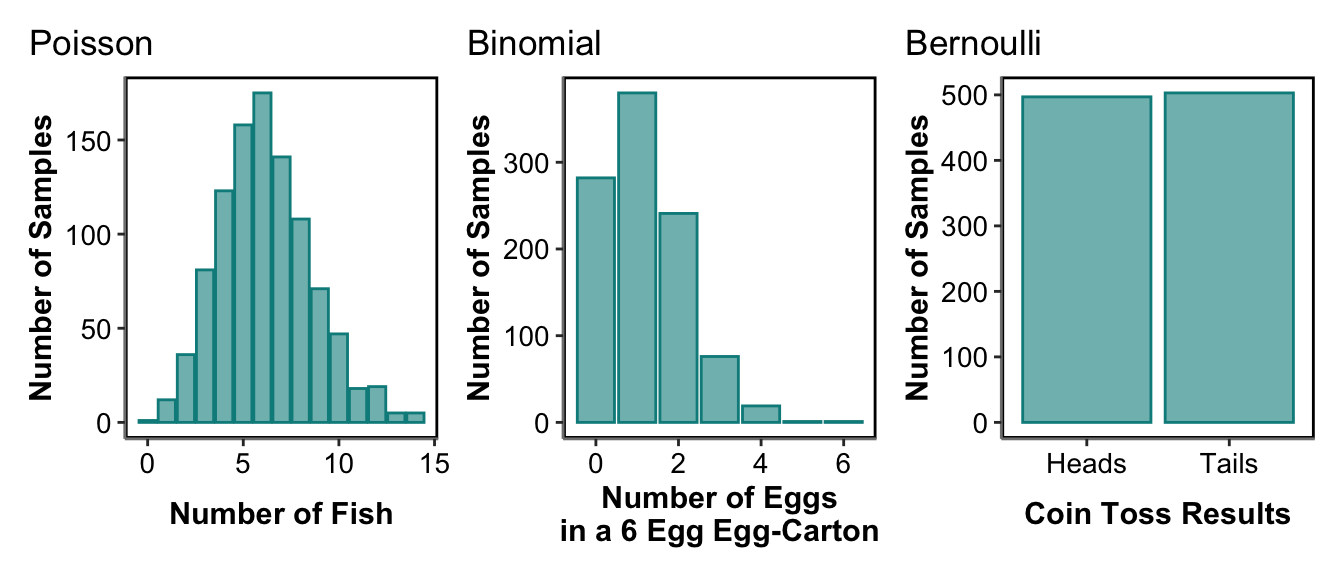 Poisson
Number of Samples
150
100
50
0
0 5 10 15
Number of Fish
Binomial
Number of Samples
300
200
100
0
0 2 4 6
Number of Eggs
in a 6 Egg Egg-Carton
Bernoulli
Number of Samples
500
400
300
200
100
0
Heads Tails
Coin Toss Results